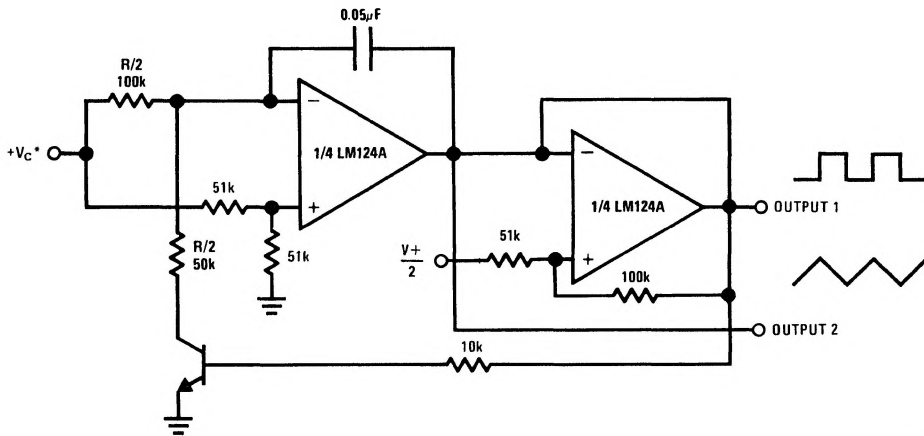 0.05µF
R/2
100k
+VC*
1/4 LM124A
51k
51k
R/2
50k
V+
2
51k
1/4 LM124A
100k
10k
OUTPUT 1
OUTPUT 2
−
+
−
+